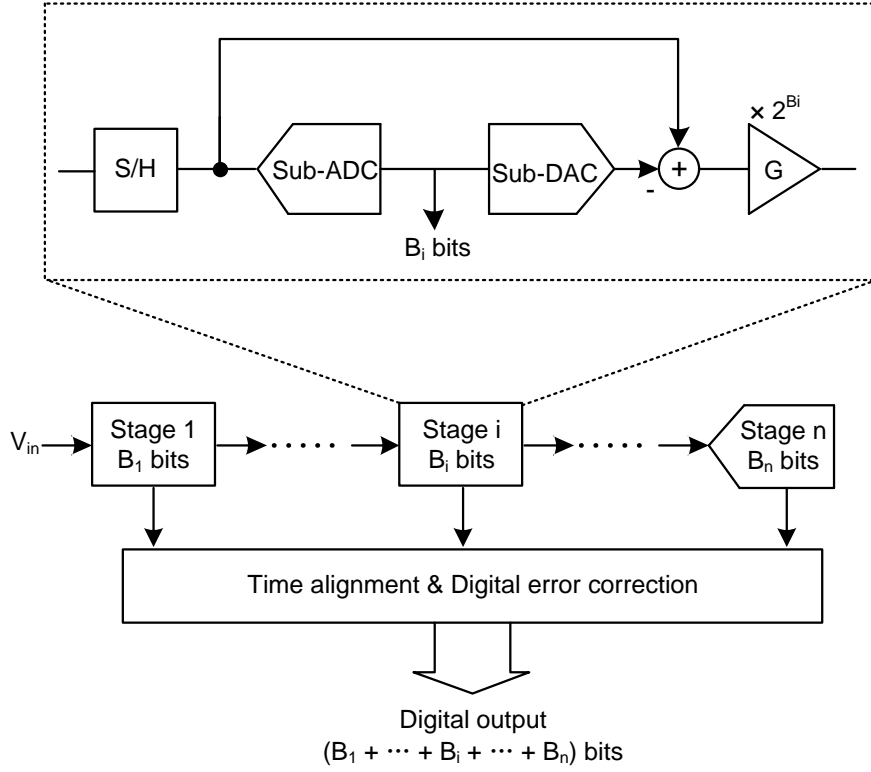 × 2^Bi
S/H
Sub-ADC
Sub-DAC
+
G
-
B_i bits
V_in
Stage 1
B_1 bits
.....
Stage i
B_i bits
.....
Stage n
B_n bits
Time alignment & Digital error correction
Digital output
(B_1 + ··· + B_i + ··· + B_n) bits